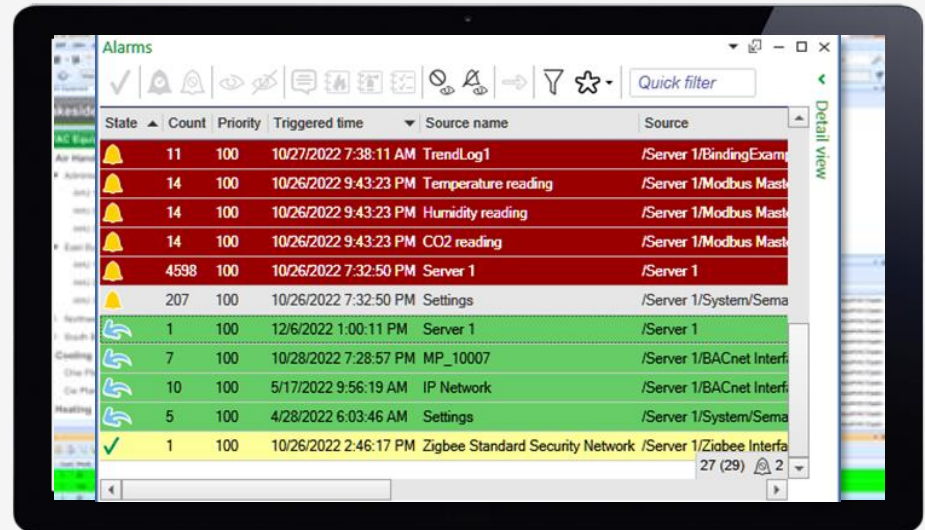 Alarms
Quick filter
Detail view
State Count Priority Triggered time Source name Source
11 100 10/27/2022 7:38:11 AM TrendLog1 /Server 1/BindingExamp
14 100 10/26/2022 9:43:23 PM Temperature reading /Server 1/Modbus Maste
14 100 10/26/2022 9:43:23 PM Humidity reading /Server 1/Modbus Maste
14 100 10/26/2022 9:43:23 PM CO2 reading /Server 1/Modbus Maste
4598 100 10/26/2022 7:32:50 PM Server 1 /Server 1
207 100 10/26/2022 7:32:50 PM Settings /Server 1/System/Sema
1 100 12/6/2022 1:00:11 PM Server 1 /Server 1
7 100 10/28/2022 7:28:57 PM MP_10007 /Server 1/BACnet Interfa
10 100 5/17/2022 9:56:19 AM IP Network /Server 1/BACnet Interfa
5 100 4/28/2022 6:03:46 AM Settings /Server 1/System/Sema
1 100 10/26/2022 2:46:17 PM Zigbee Standard Security Network /Server 1/Zigbee Interfa
27 (29) 2
Cooling
Heating